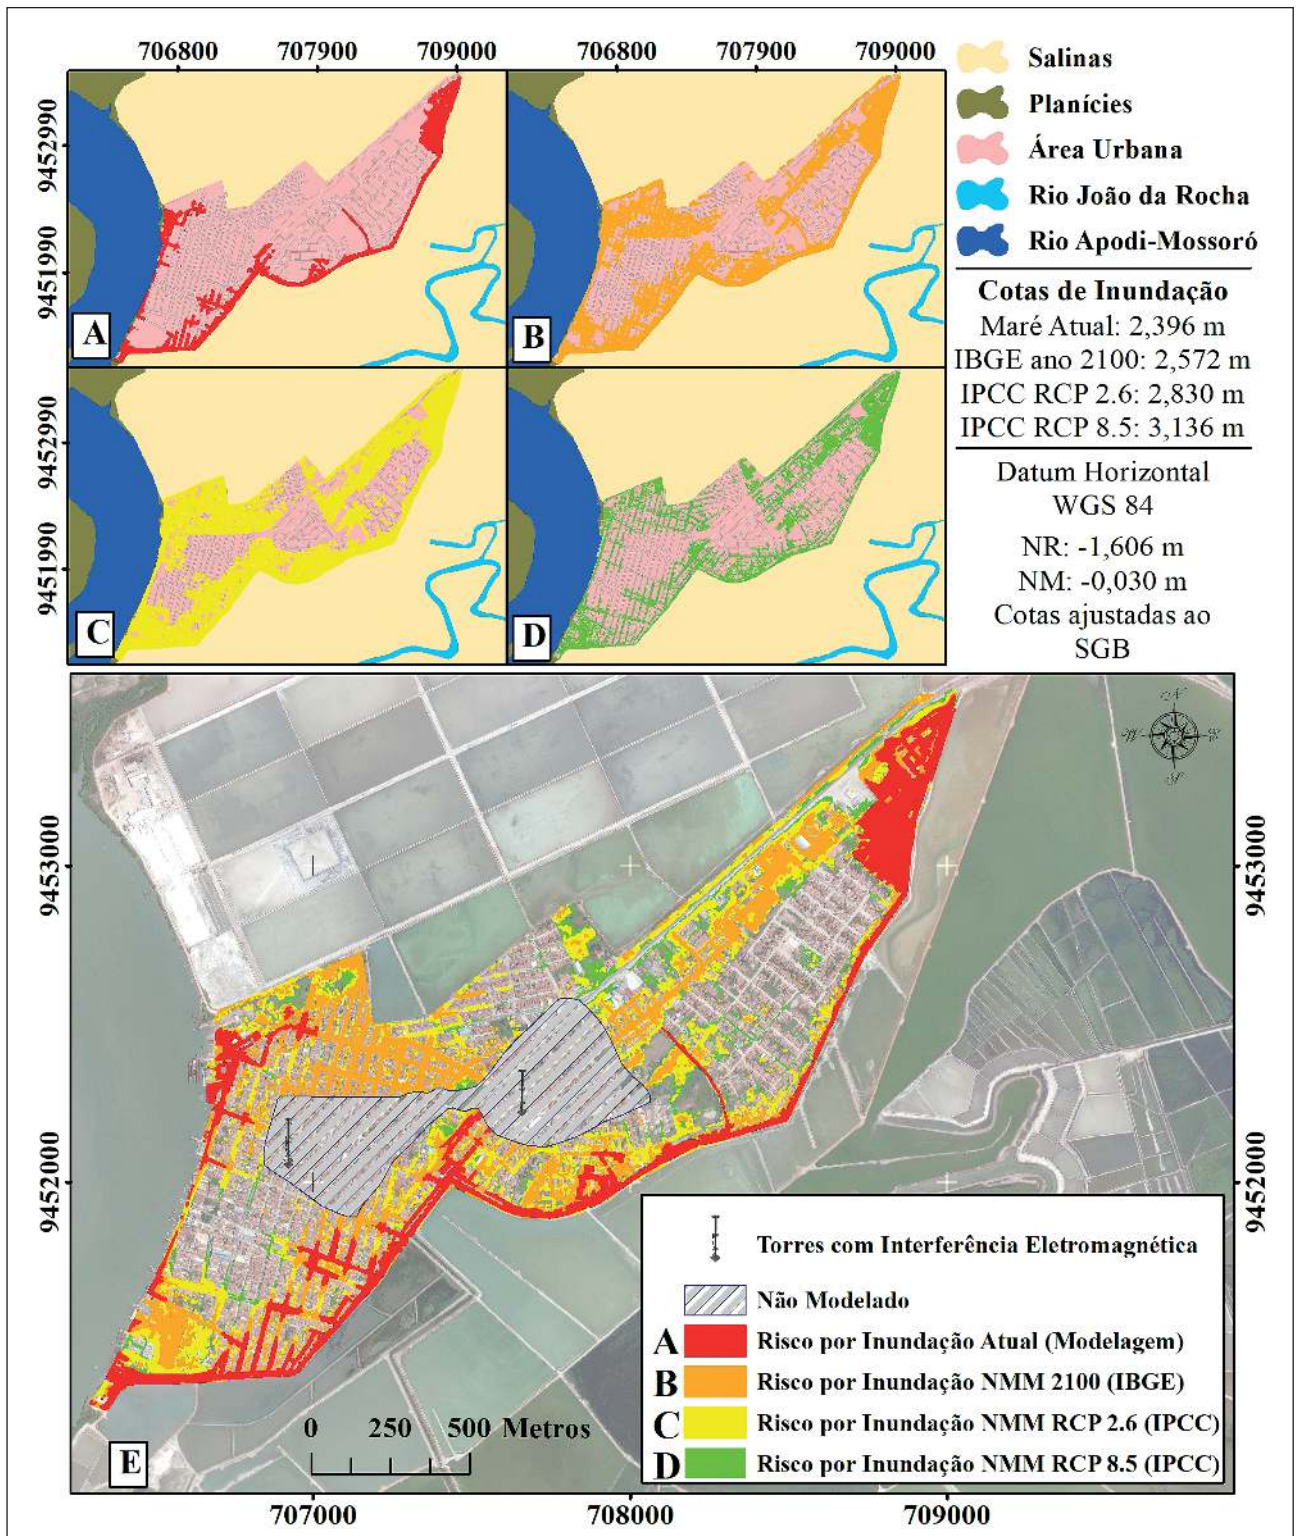 706800 707900 709000
706800 707900 709000
9452990
9451990
A
B
9452990
9451990
C
D
Salinas
Planícies
Área Urbana
Rio João da Rocha
Rio Apodi-Mossoró
Cotas de Inundação
Maré Atual: 2,396 m
IBGE ano 2100: 2,572 m
IPCC RCP 2.6: 2,830 m
IPCC RCP 8.5: 3,136 m
Datum Horizontal
WGS 84
NR: -1,606 m
NM: -0,030 m
Cotas ajustadas ao
SGB
N
W
E
S
9453000
9452000
9453000
9452000
Torres com Interferência Eletromagnética
Não Modelado
A Risco por Inundação Atual (Modelagem)
B Risco por Inundação NMM 2100 (IBGE)
C Risco por Inundação NMM RCP 2.6 (IPCC)
D Risco por Inundação NMM RCP 8.5 (IPCC)
0 250 500 Metros
E
707000 708000 709000